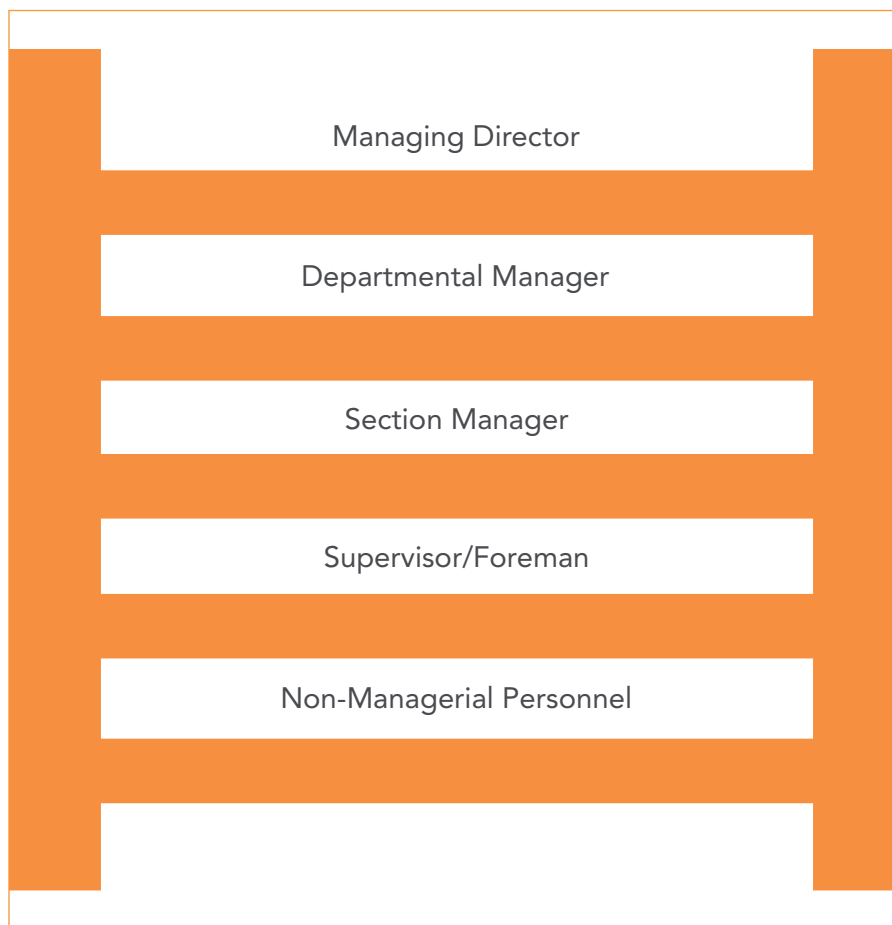 Managing Director
Departmental Manager
Section Manager
Supervisor/Foreman
Non-Managerial Personnel